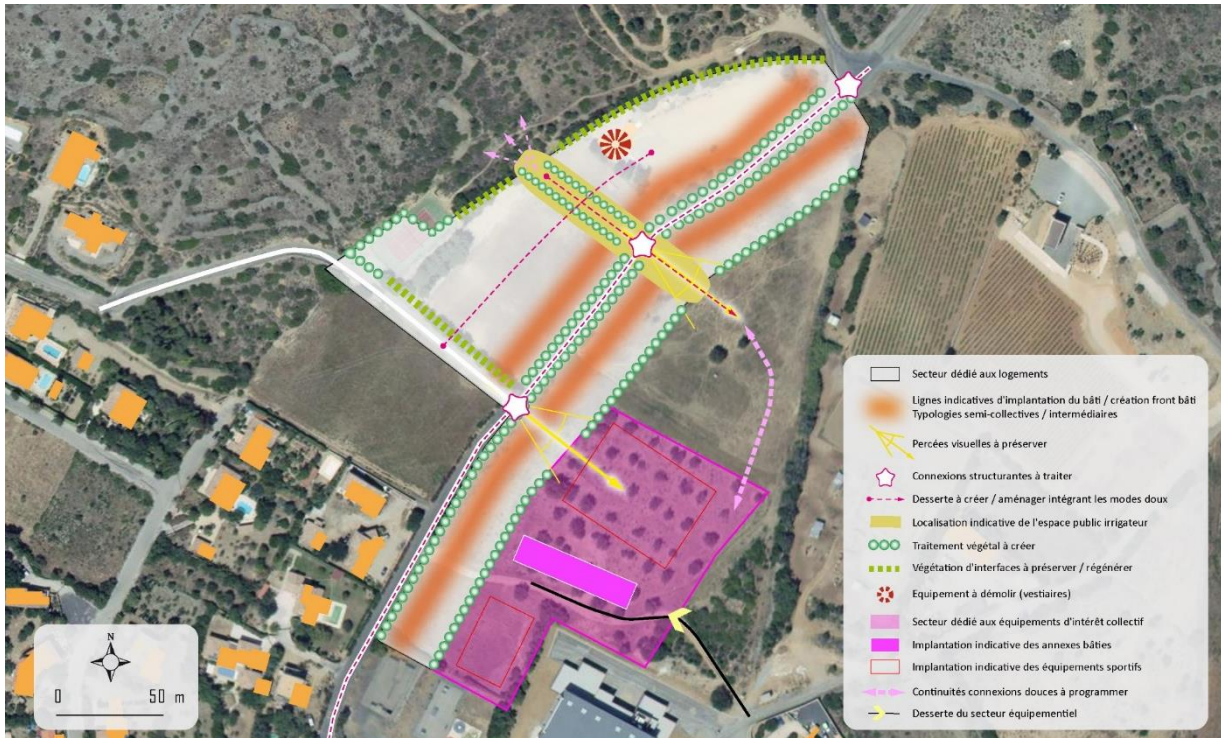 Secteur dédié aux logements
Lignes indicatives d'implantation du bâti / création front bâti
Typologies semi-collectives / intermédiaires
Percées visuelles à préserver
Connexions structurantes à traiter
Desserte à créer / aménager intégrant les modes doux
Localisation indicative de l'espace public irrigateur
Traitement végétal à créer
Végétation d'interfaces à préserver / régénérer
Equipement à démolir (vestiaires)
Secteur dédié aux équipements d'intérêt collectif
Implantation indicative des annexes bâties
Implantation indicative des équipements sportifs
Continuités connexions douces à programmer
Desserte du secteur équipementiel
N
0 50 m